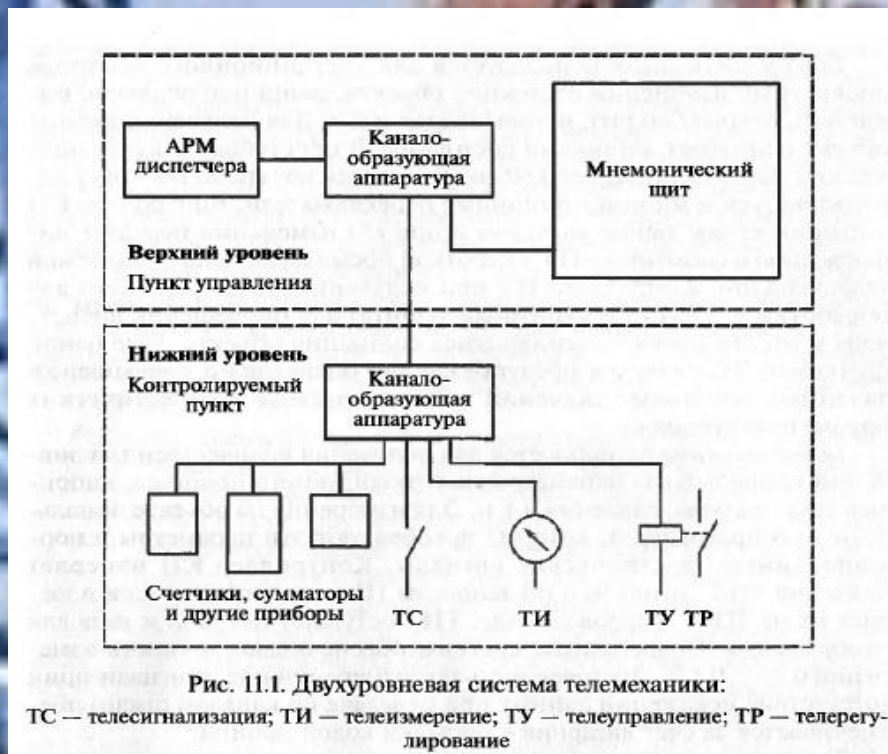 АРМ
диспетчера
Канало-
образующая
аппаратура
Мнемонический
щит
Верхний уровень
Пункт управления
Нижний уровень
Контролируемый
пункт
Канало-
образующая
аппаратура
Счетчики, сумматоры
и другие приборы
ТС
ТИ
ТУ ТР
Рис. 11.1. Двухуровневая система телемеханики:
ТС — телесигнализация; ТИ — телеизмерение; ТУ — телеуправление; ТР — телерегу-
лирование